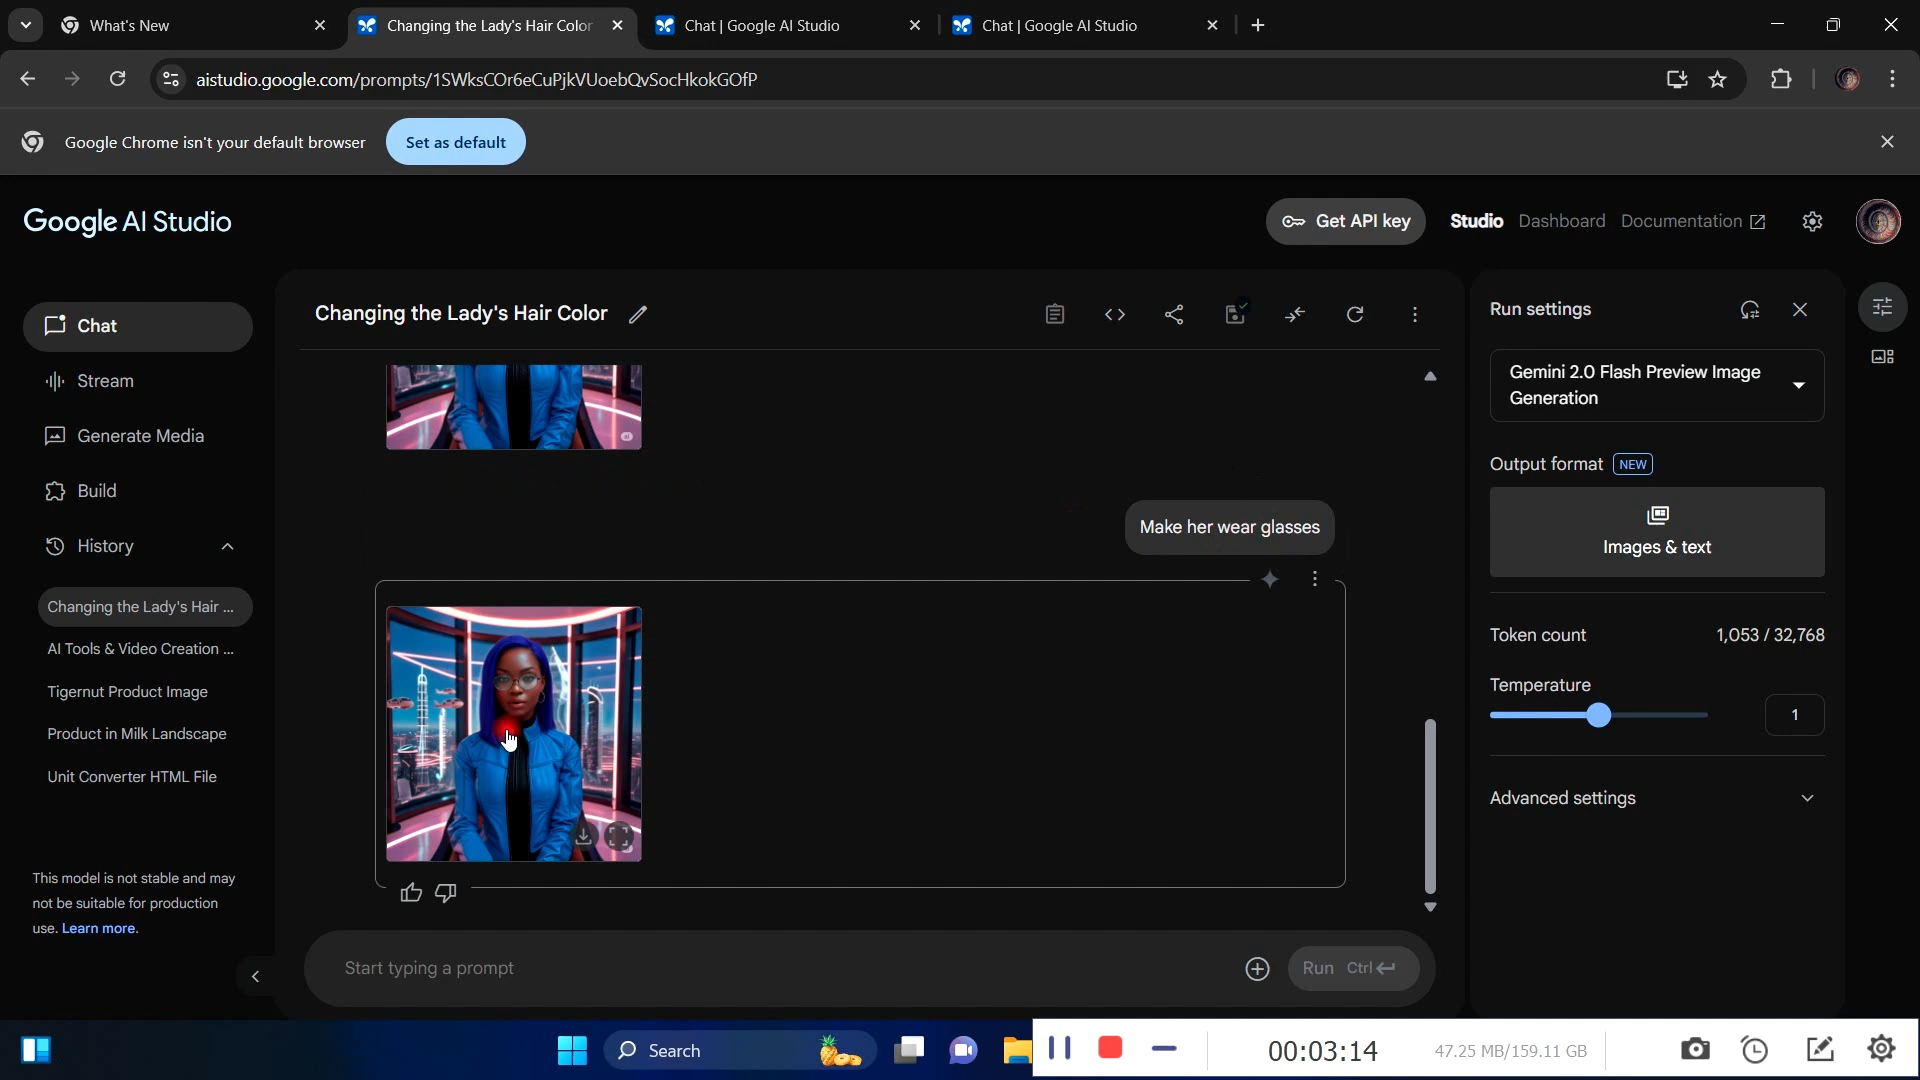 What's New
Changing the Lady's Hair Color
Chat | Google AI Studio
Chat | Google AI Studio
aistudio.google.com/prompts/1SWksCOr6eCuPjkVUoebQvSocHkokGOfP
Google Chrome isn't your default browser
Set as default
Google AI Studio
Get API key
Studio
Dashboard
Documentation
Chat
Stream
Generate Media
Build
History
Changing the Lady's Hair ...
AI Tools & Video Creation ...
Tigernut Product Image
Product in Milk Landscape
Unit Converter HTML File
This model is not stable and may
not be suitable for production
use. Learn more.
Changing the Lady's Hair Color
Make her wear glasses
Start typing a prompt
Run Ctrl
Run settings
Gemini 2.0 Flash Preview Image
Generation
Output format NEW
Images & text
Token count 1,053 / 32,768
Temperature
1
Advanced settings
Search
00:03:14
47.25 MB/159.11 GB